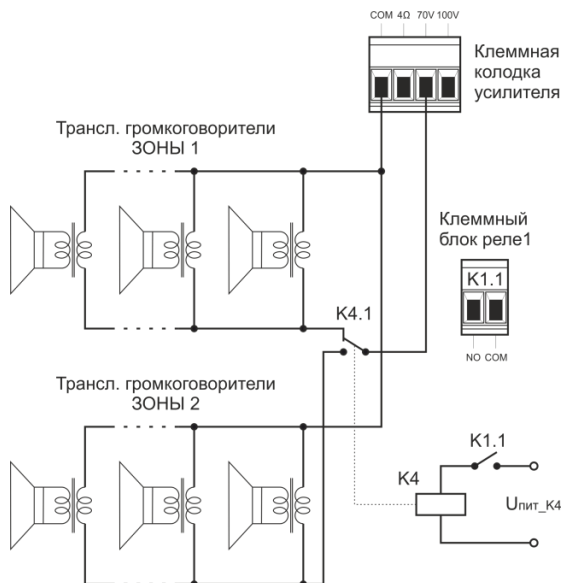 COM 4Ω 70V 100V
Клеммная
колодка
усилителя
Трансл. громкоговорители
ЗОНЫ 1
Клеммный
блок реле1
K1.1
NO COM
K4.1
Трансл. громкоговорители
ЗОНЫ 2
K1.1
K4
Uпит_K4